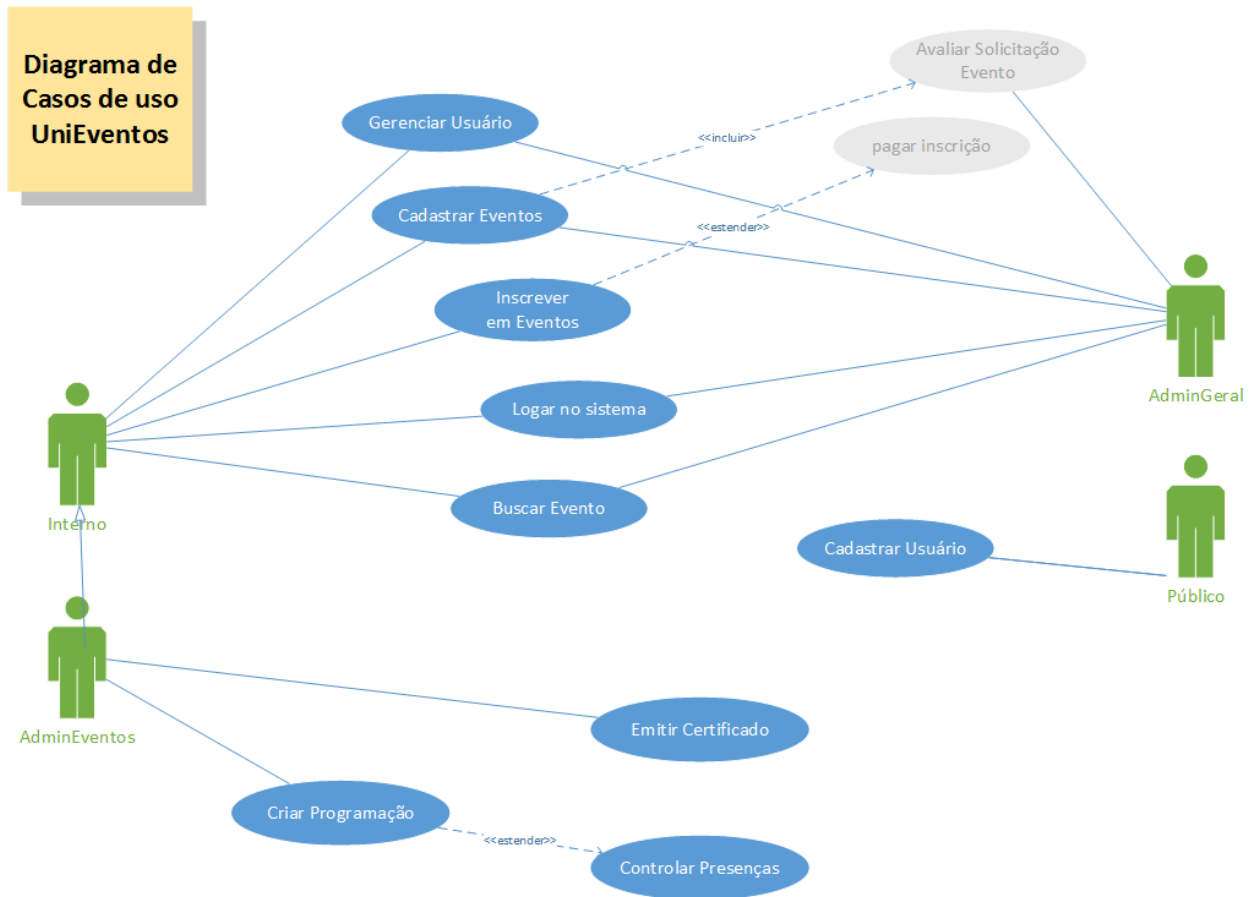 Diagrama de
Casos de uso
UniEventos
Avaliar Solicitação
Evento
Gerenciar Usuário
<<incluir>>
pagar inscrição
Cadastrar Eventos
<<estender>>
Inscrever
em Eventos
AdminGeral
Logar no sistema
Buscar Evento
Interno
Cadastrar Usuário
Público
AdminEventos
Emitir Certificado
Criar Programação
<<estender>>
Controlar Presenças